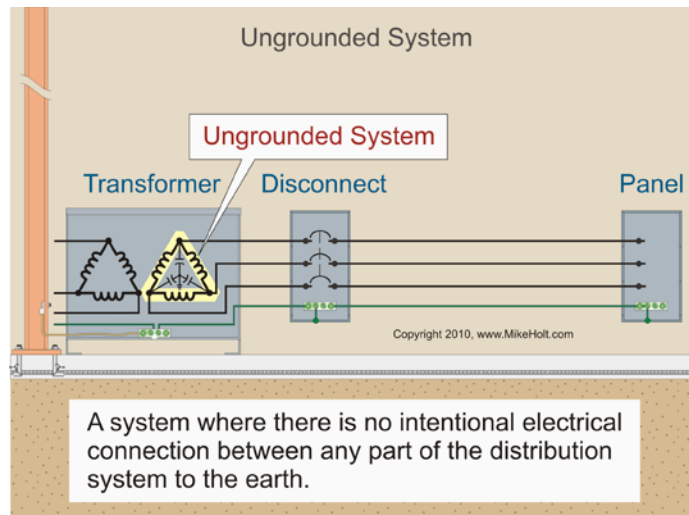 Ungrounded System
Ungrounded System
Transformer Disconnect Panel
Copyright 2010, www.MikeHolt.com
A system where there is no intentional electrical
connection between any part of the distribution
system to the earth.